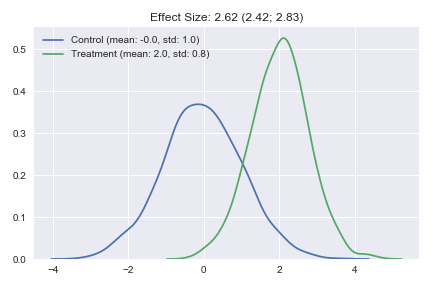 Effect Size: 2.62 (2.42; 2.83)
Control (mean: -0.0, std: 1.0)
Treatment (mean: 2.0, std: 0.8)
0.5
0.4
0.3
0.2
0.1
0.0
−4 −2 0 2 4